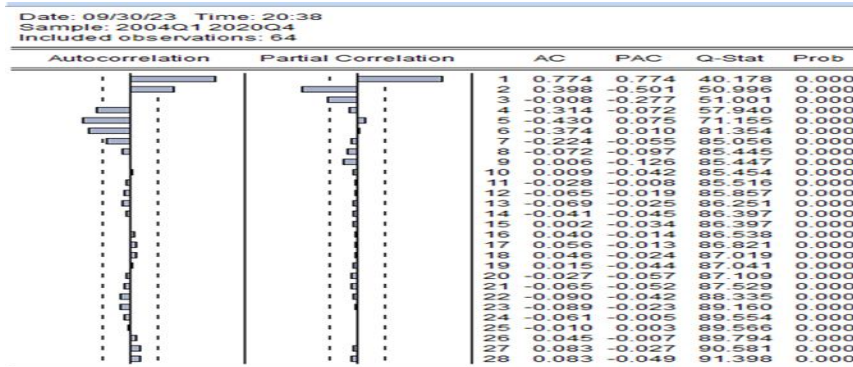 Date: 09/30/23 Time: 20:38
Sample: 2004Q1 2020Q4
Included observations: 64
Autocorrelation Partial Correlation AC PAC Q-Stat Prob
1 0.774 0.774 40.178 0.000
2 0.398 -0.501 50.996 0.000
3 -0.008 -0.277 51.001 0.000
4 -0.314 -0.072 57.940 0.000
5 -0.430 0.075 71.155 0.000
6 -0.374 0.010 81.354 0.000
7 -0.224 -0.055 85.056 0.000
8 -0.072 -0.097 85.445 0.000
9 0.006 -0.126 85.447 0.000
10 0.009 -0.042 85.454 0.000
11 -0.028 -0.008 85.516 0.000
12 -0.065 -0.019 85.857 0.000
13 -0.069 -0.025 86.251 0.000
14 -0.041 -0.045 86.397 0.000
15 0.002 -0.034 86.397 0.000
16 0.040 -0.014 86.538 0.000
17 0.056 -0.013 86.821 0.000
18 0.046 -0.024 87.019 0.000
19 0.015 -0.044 87.041 0.000
20 -0.027 -0.057 87.109 0.000
21 -0.065 -0.052 87.529 0.000
22 -0.090 -0.042 88.335 0.000
23 -0.089 -0.023 89.160 0.000
24 -0.061 -0.005 89.554 0.000
25 -0.010 0.003 89.566 0.000
26 0.045 -0.007 89.794 0.000
27 0.083 -0.027 90.581 0.000
28 0.083 -0.049 91.398 0.000